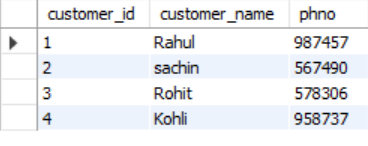 customer_id customer_name phno
1 Rahul 987457
2 sachin 567490
3 Rohit 578306
4 Kohli 958737